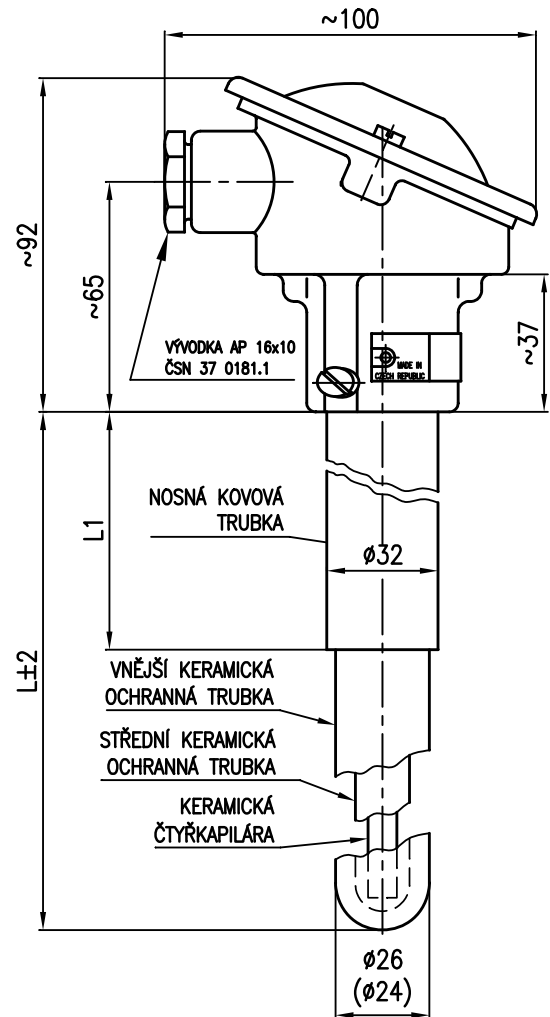 ~100
~92
~65
~37
VÝVODKA AP 16x10
ČSN 37 0181.1
MADE IN
CZECH REPUBLIC
NOSNÁ KOVOVÁ
TRUBKA
L1
ø32
L±2
VNĚJŠÍ KERAMICKÁ
OCHRANNÁ TRUBKA
STŘEDNÍ KERAMICKÁ
OCHRANNÁ TRUBKA
KERAMICKÁ
ČTYŘKAPILÁRA
ø26
(ø24)